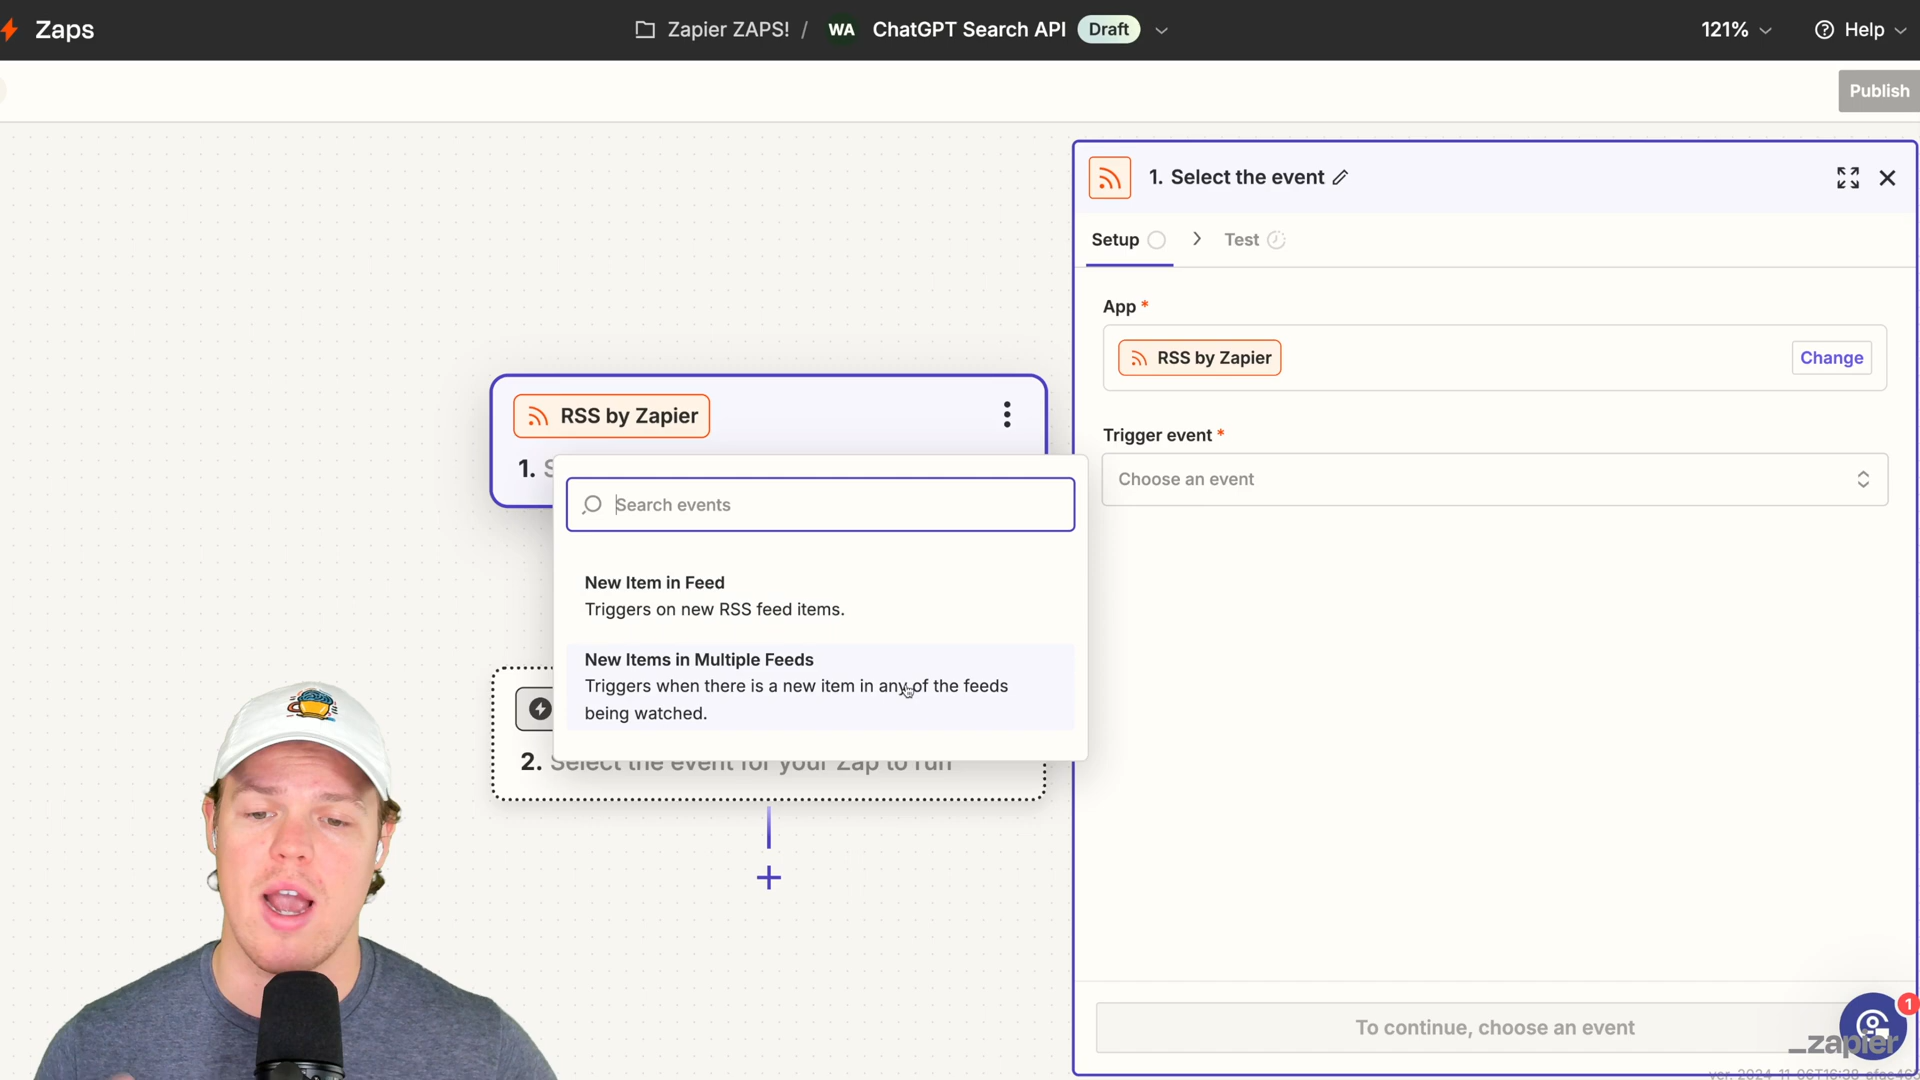 Zaps
Zapier ZAPS! / WA ChatGPT Search API Draft
121%
Help
Publish
1. Select the event
Setup
Test
App *
RSS by Zapier
Change
Trigger event *
Choose an event
RSS by Zapier
1. S
Search events
New Item in Feed
Triggers on new RSS feed items.
New Items in Multiple Feeds
Triggers when there is a new item in any of the feeds
being watched.
2. Select the event for your Zap to run
To continue, choose an event
1
_zapier